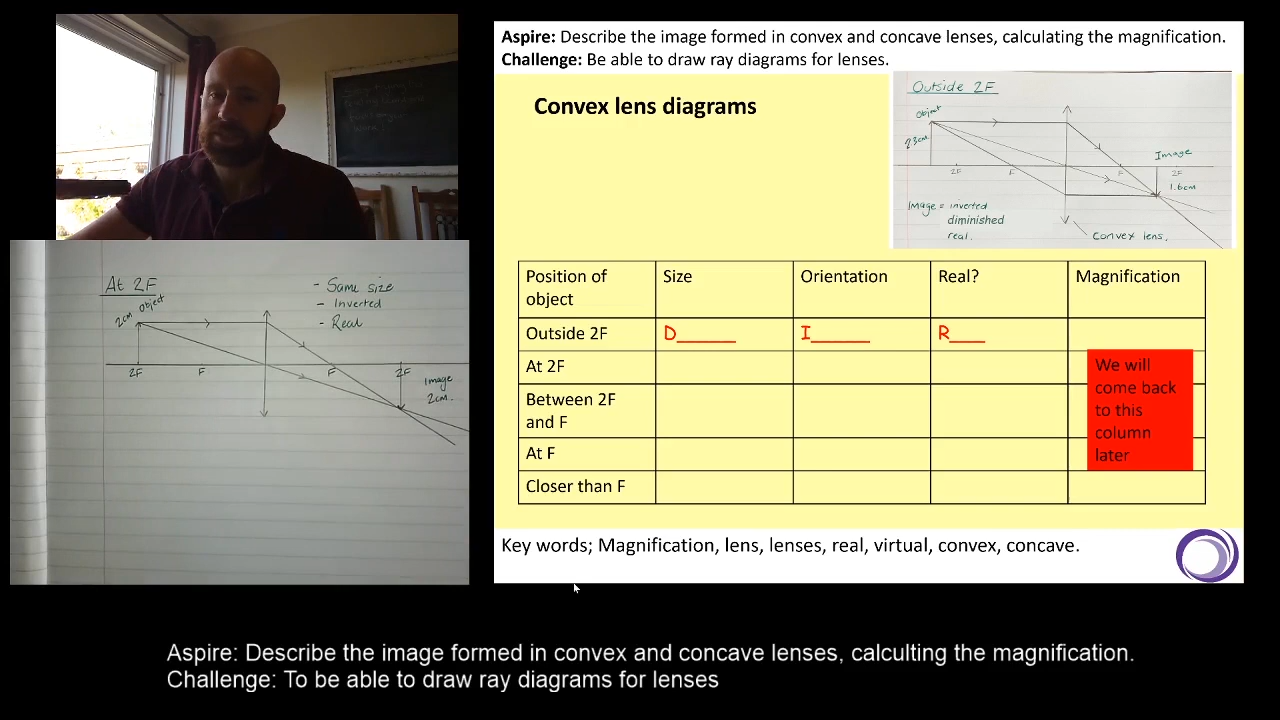 Aspire: Describe the image formed in convex and concave lenses, calculating the magnification.
Challenge: Be able to draw ray diagrams for lenses.
Convex lens diagrams
Outside 2F
Object
2F
F
F
Image
2F
1.6cm
Image = inverted
diminished
real.
Convex lens.
At 2F
2cm object
- Same size
- Inverted
- Real
2F
F
F
2F
Image
2cm.
Position of object
Size
Orientation
Real?
Magnification
Outside 2F
D______
I______
R____
At 2F
Between 2F
and F
At F
Closer than F
We will
come back
to this
column
later
Key words; Magnification, lens, lenses, real, virtual, convex, concave.
Aspire: Describe the image formed in convex and concave lenses, calculting the magnification.
Challenge: To be able to draw ray diagrams for lenses